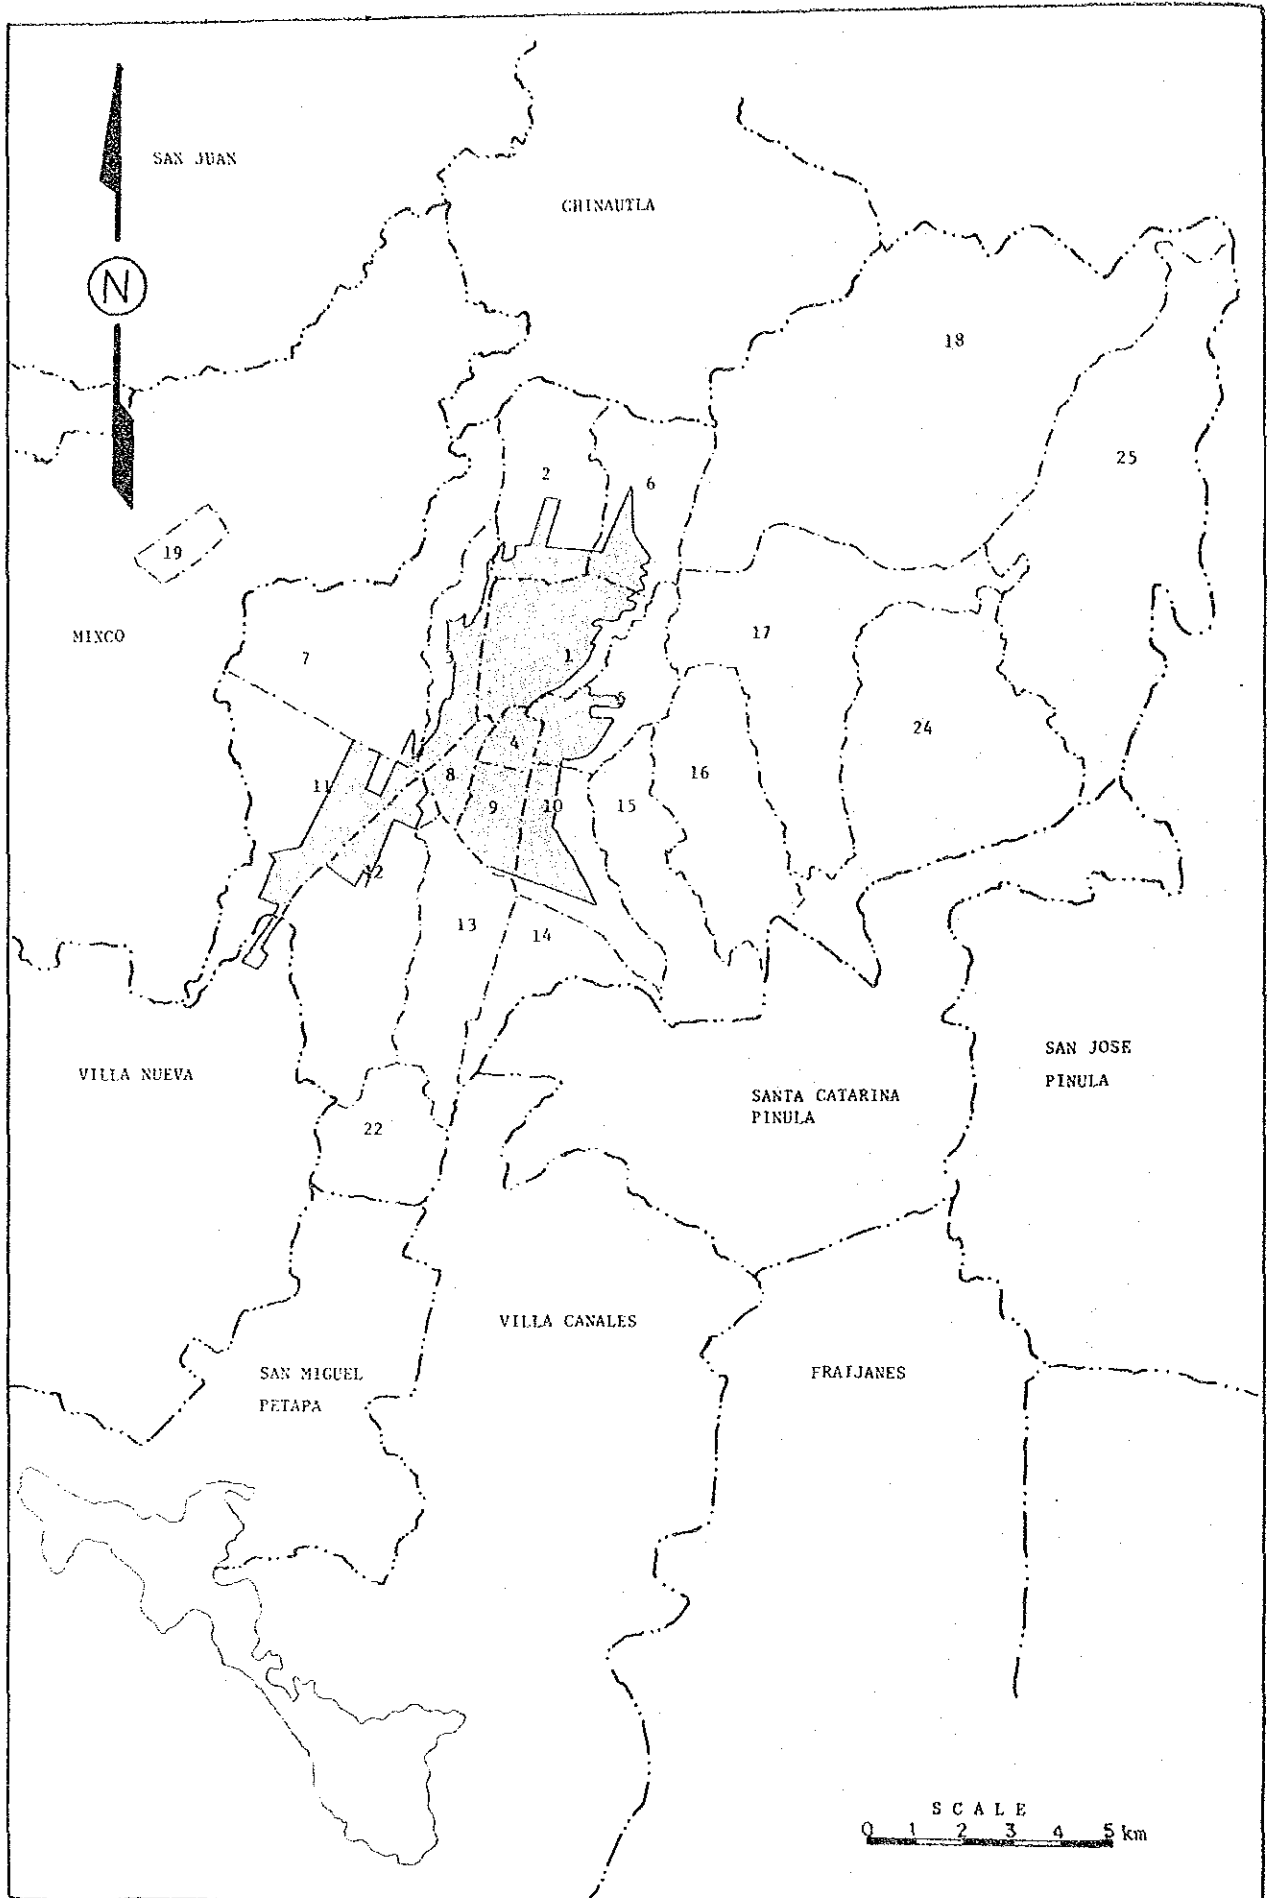 SAN JUAN
CHINAUTLA
N
18
25
2
6
19
MIXCO
17
7
3
1
5
24
4
16
8
11
9
10
15
12
13
14
SAN JOSE
PINULA
VILLA NUEVA
SANTA CATARINA
PINULA
22
VILLA CANALES
SAN MIGUEL
PETAPA
FRAIJANES
SCALE
0 1 2 3 4 5 km